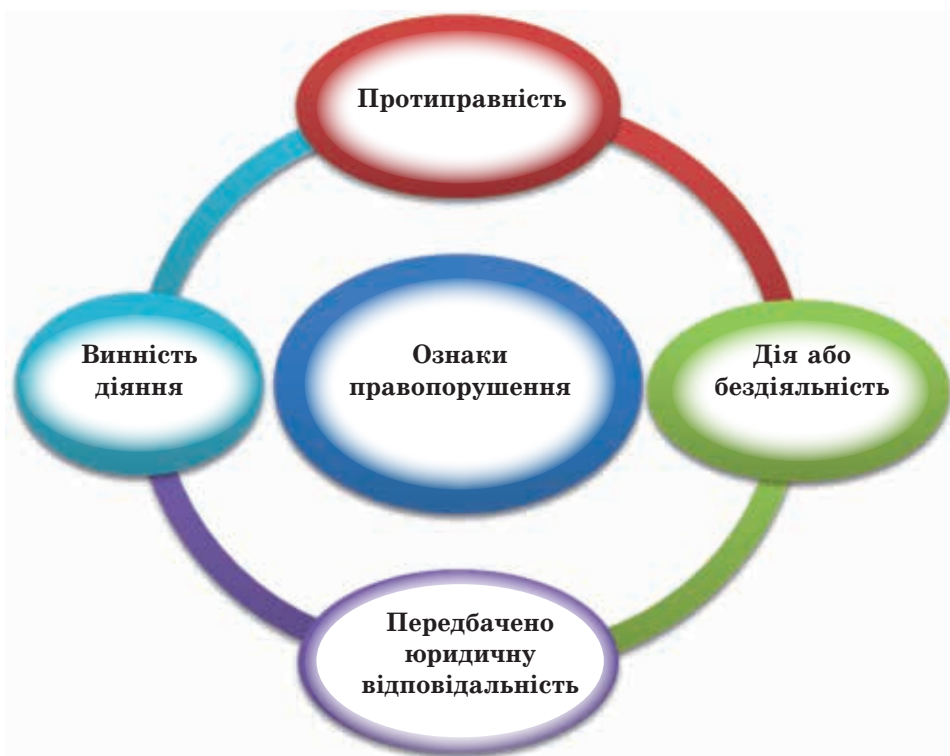 Протиправність
Винність
діяння
Ознаки
правопорушення
Дія або
бездіяльність
Передбачено
юридичну
відповідальність